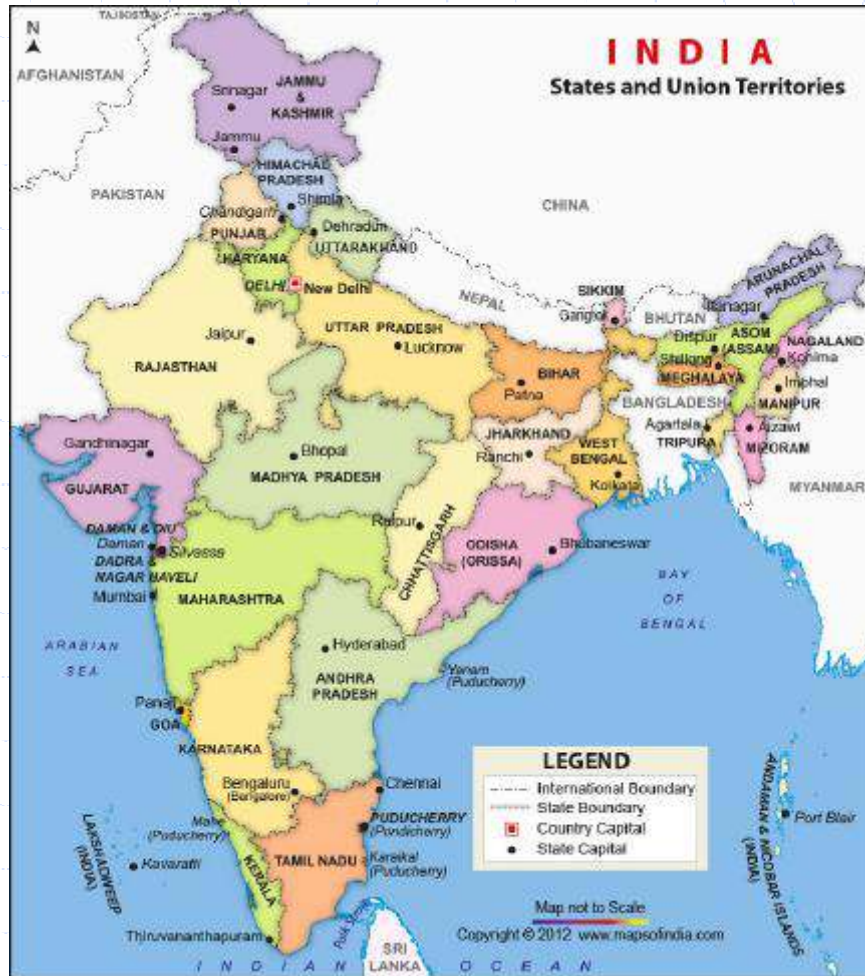 TAJIKISTAN
N
INDIA
States and Union Territories
AFGHANISTAN
JAMMU
&
KASHMIR
Srinagar
Jammu
HIMACHAL
PRADESH
PAKISTAN
CHINA
Shimla
Chandigarh
PUNJAB
Dehradun
UTTARAKHAND
HARYANA
DELHI
New Delhi
ARUNACHAL
PRADESH
NEPAL
SIKKIM
Gangtok
BHUTAN
Itanagar
Jaipur
UTTAR PRADESH
Lucknow
RAJASTHAN
Dispur
ASOM
(ASSAM)
NAGALAND
Kohima
Shillong
MEGHALAYA
BIHAR
Patna
Imphal
MANIPUR
BANGLADESH
Gandhinagar
Bhopal
MADHYA PRADESH
JHARKHAND
Ranchi
WEST
BENGAL
Kolkata
Agartala
TRIPURA
Aizawl
MIZORAM
GUJARAT
MYANMAR
DAMAN & DIU
Daman
Silvassa
DADRA &
NAGAR HAVELI
Mumbai
MAHARASHTRA
Raipur
CHHATTISGARH
ODISHA
(ORISSA)
Bhubaneswar
BAY
OF
BENGAL
ARABIAN
SEA
Hyderabad
ANDHRA
PRADESH
Yanam
(Puducherry)
Panaji
GOA
KARNATAKA
Bengaluru
(Bangalore)
Chennai
LEGEND
International Boundary
State Boundary
Country Capital
State Capital
Mahe
(Puducherry)
PUDUCHERRY
(Pondicherry)
LAKSHADWEEP
(INDIA)
Kavaratti
KERALA
TAMIL NADU
Karaikal
(Puducherry)
ANDAMAN & NICOBAR ISLANDS
(INDIA)
Port Blair
Thiruvananthapuram
Palk Strait
SRI
LANKA
Map not to Scale
Copyright © 2012 www.mapsofindia.com
INDIAN OCEAN